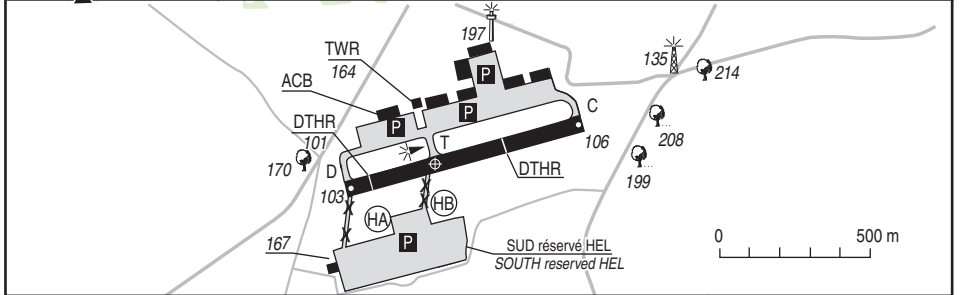 197
TWR
164
135
214
ACB
P
P
P
C
DTHR
101
T
106
208
170
D
DTHR
199
103
HA
HB
P
167
SUD réservé HEL
SOUTH reserved HEL
0
500 m